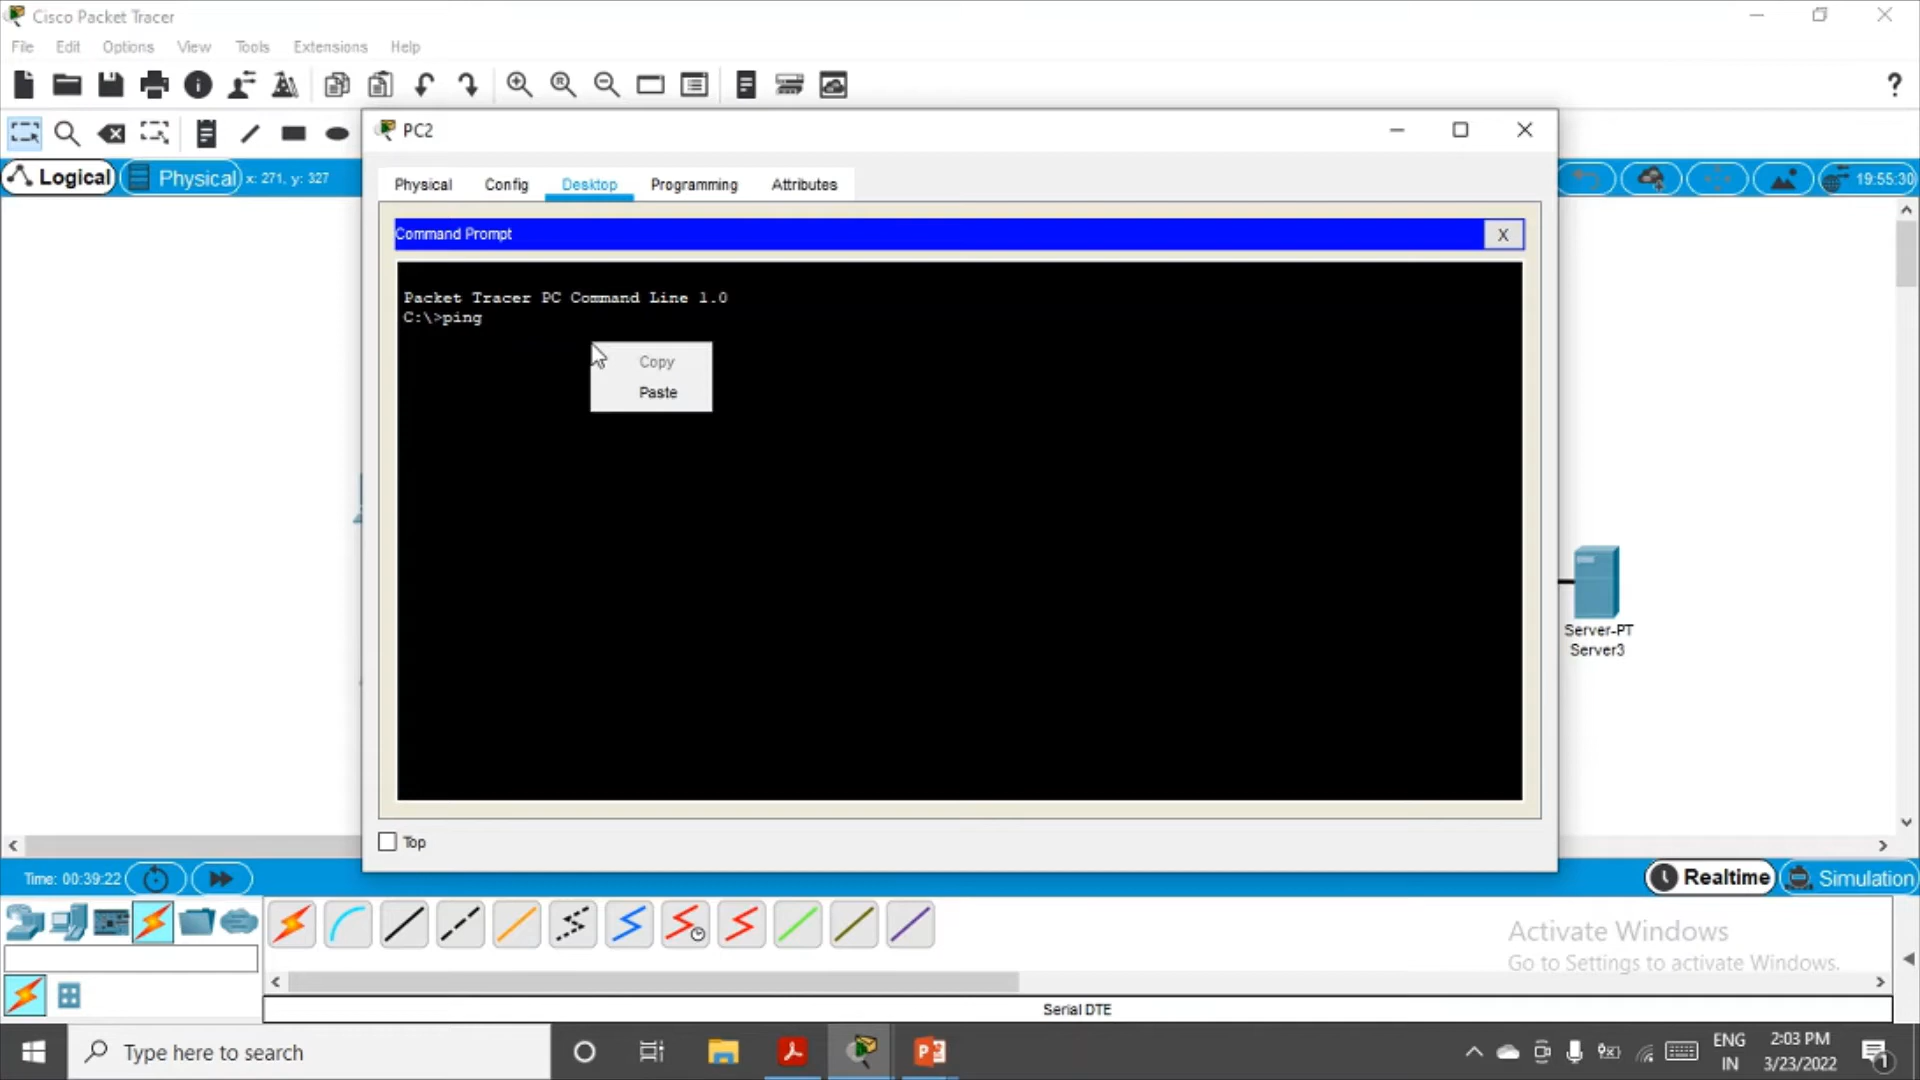 Cisco Packet Tracer
File Edit Options View Tools Extensions Help
?
PC2
Logical Physical x: 271, y: 327
19:55:30
Physical Config Desktop Programming Attributes
Command Prompt
X
Packet Tracer PC Command Line 1.0
C:\>ping
Copy
Paste
Server-PT
Server3
Top
Time: 00:39:22
Realtime Simulation
Activate Windows
Go to Settings to activate Windows.
Serial DTE
Type here to search
ENG
IN
2:03 PM
3/23/2022
1